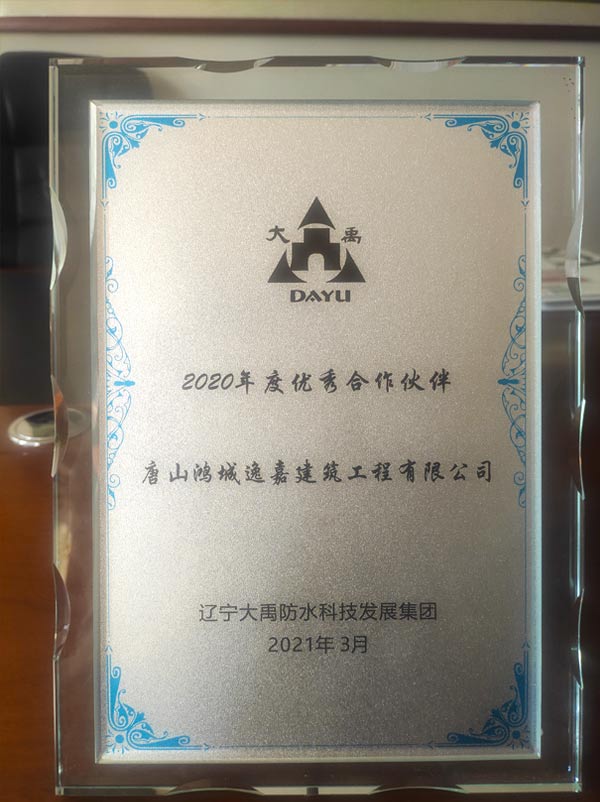 大 禹
DAYU
2020年度优秀合作伙伴
唐山鸿城逸嘉建筑工程有限公司
辽宁大禹防水科技发展集团
2021年 3月